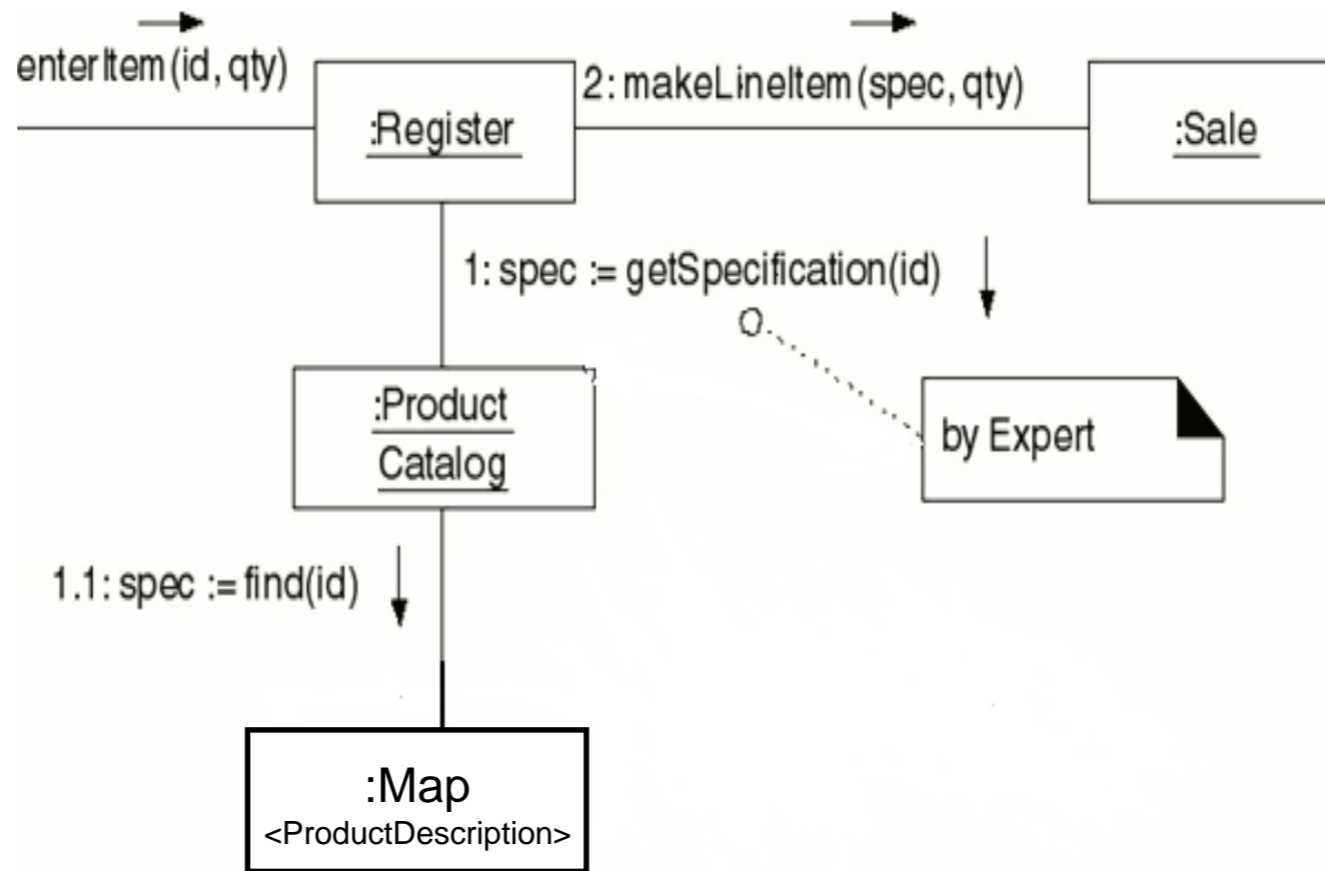 enterItem(id, qty)
2: makeLineItem(spec, qty)
:Register
:Sale
1: spec := getSpecification(id)
:Product
Catalog
by Expert
1.1: spec := find(id)
:Map
<ProductDescription>